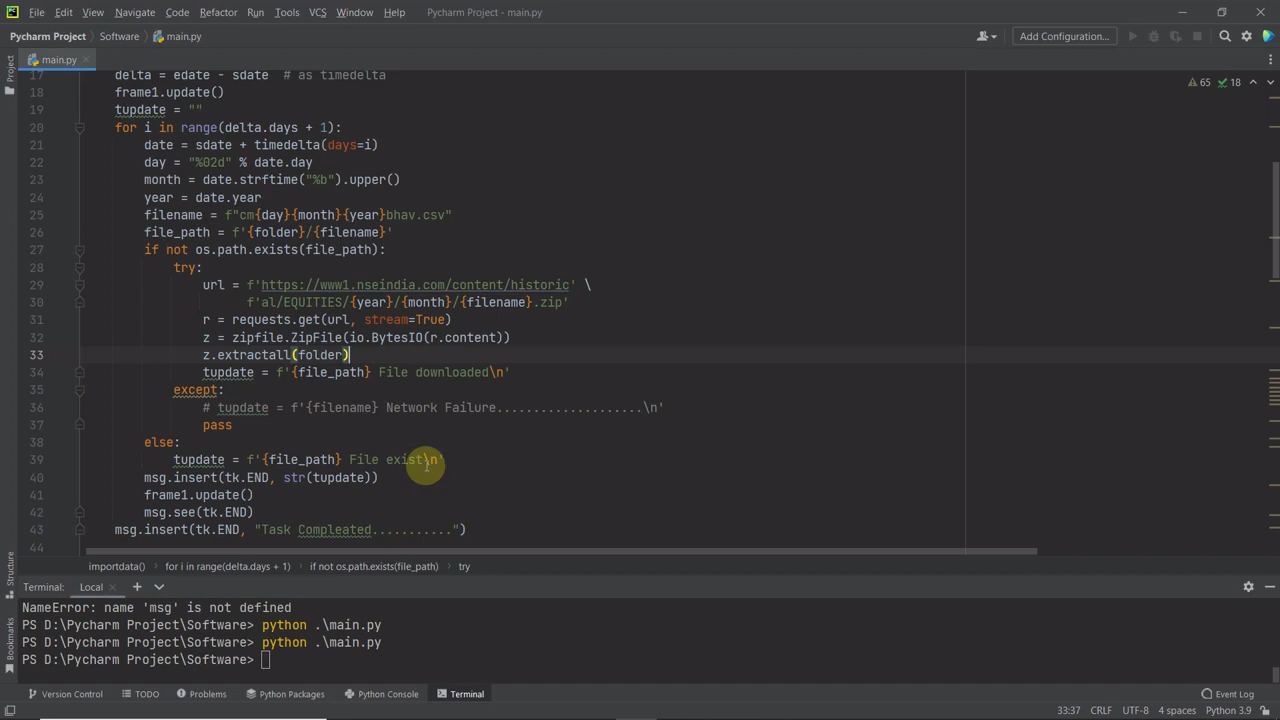 File Edit View Navigate Code Refactor Run Tools VCS Window Help Pycharm Project - main.py
Pycharm Project Software main.py Add Configuration...
main.py
Project
65 18
17 delta = edate - sdate  # as timedelta
18 frame1.update()
19 tupdate = ""
20 for i in range(delta.days + 1):
21 date = sdate + timedelta(days=i)
22 day = "%02d" % date.day
23 month = date.strftime("%b").upper()
24 year = date.year
25 filename = f"cm{day}{month}{year}bhav.csv"
26 file_path = f'{folder}/{filename}'
27 if not os.path.exists(file_path):
28 try:
29 url = f'https://www1.nseindia.com/content/historic' \
30 f'al/EQUITIES/{year}/{month}/{filename}.zip'
31 r = requests.get(url, stream=True)
32 z = zipfile.ZipFile(io.BytesIO(r.content))
33 z.extractall(folder)
34 tupdate = f'{file_path} File downloaded\n'
35 except:
36 # tupdate = f'{filename} Network Failure....................\n'
37 pass
38 else:
39 tupdate = f'{file_path} File exist\n'
40 msg.insert(tk.END, str(tupdate))
41 frame1.update()
42 msg.see(tk.END)
43 msg.insert(tk.END, "Task Compleated...........")
44
importdata() for i in range(delta.days + 1) if not os.path.exists(file_path) try
Structure
Bookmarks
Terminal: Local
NameError: name 'msg' is not defined
PS D:\Pycharm Project\Software> python .\main.py
PS D:\Pycharm Project\Software> python .\main.py
PS D:\Pycharm Project\Software>
Version Control TODO Problems Python Packages Python Console Terminal Event Log
33:37 CRLF UTF-8 4 spaces Python 3.9